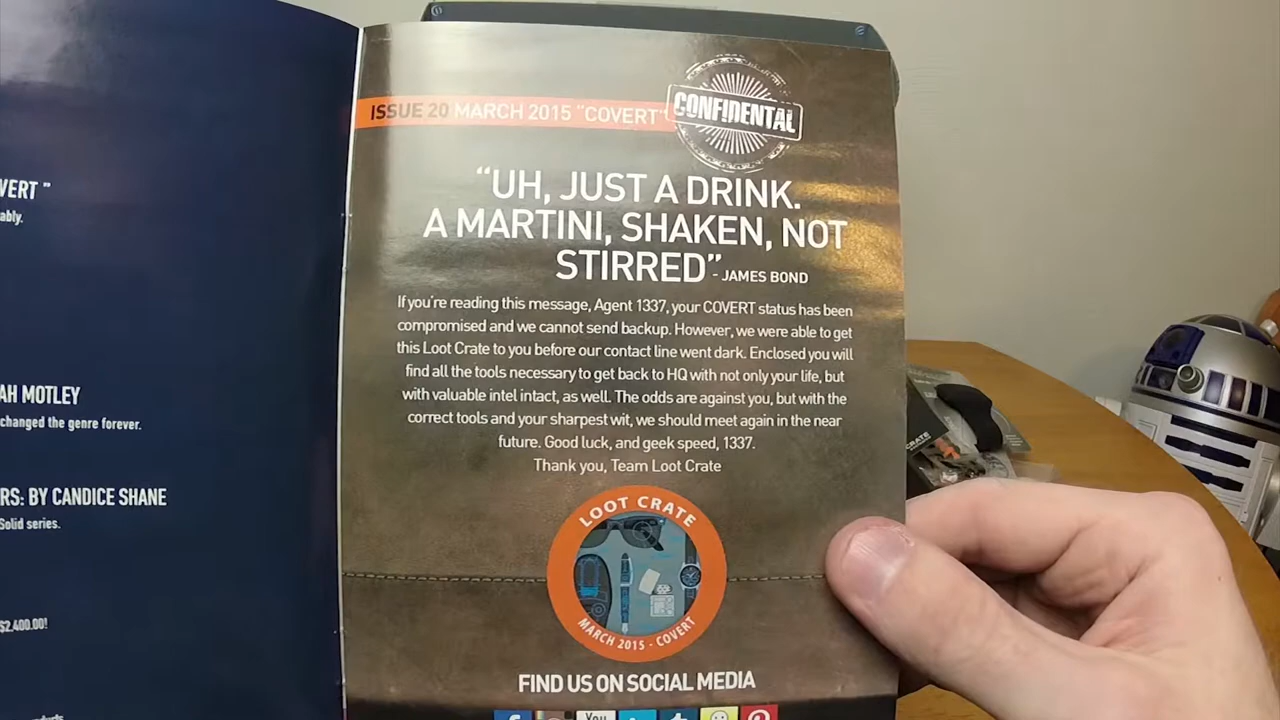 VERT "
ably.
AH MOTLEY
changed the genre forever.
RS: BY CANDICE SHANE
Solid series.
$2,400.00!
ISSUE 20 MARCH 2015 "COVERT"
CONFIDENTAL
"UH, JUST A DRINK.
A MARTINI, SHAKEN, NOT
STIRRED" - JAMES BOND
If you're reading this message, Agent 1337, your COVERT status has been
compromised and we cannot send backup. However, we were able to get
this Loot Crate to you before our contact line went dark. Enclosed you will
find all the tools necessary to get back to HQ with not only your life, but
with valuable intel intact, as well. The odds are against you, but with the
correct tools and your sharpest wit, we should meet again in the near
future. Good luck, and geek speed, 1337.
Thank you, Team Loot Crate
LOOT CRATE
MARCH 2015 - COVERT
FIND US ON SOCIAL MEDIA
You
CRATE